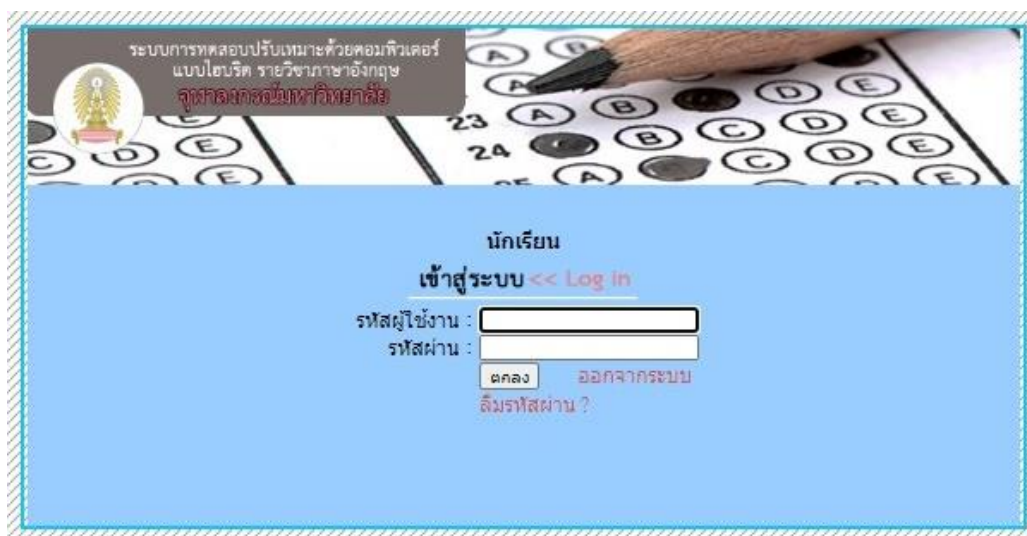 ระบบการทดสอบปรับเหมาะด้วยคอมพิวเตอร์
แบบไฮบริด รายวิชาภาษาอังกฤษ
จุฬาลงกรณ์มหาวิทยาลัย
A B
A B C D E
23 A B D E
24 B C D E
25 A C D E
D E
C D E
E
นักเรียน
เข้าสู่ระบบ << Log in
รหัสผู้ใช้งาน :
รหัสผ่าน :
ตกลง ออกจากระบบ
ลืมรหัสผ่าน ?